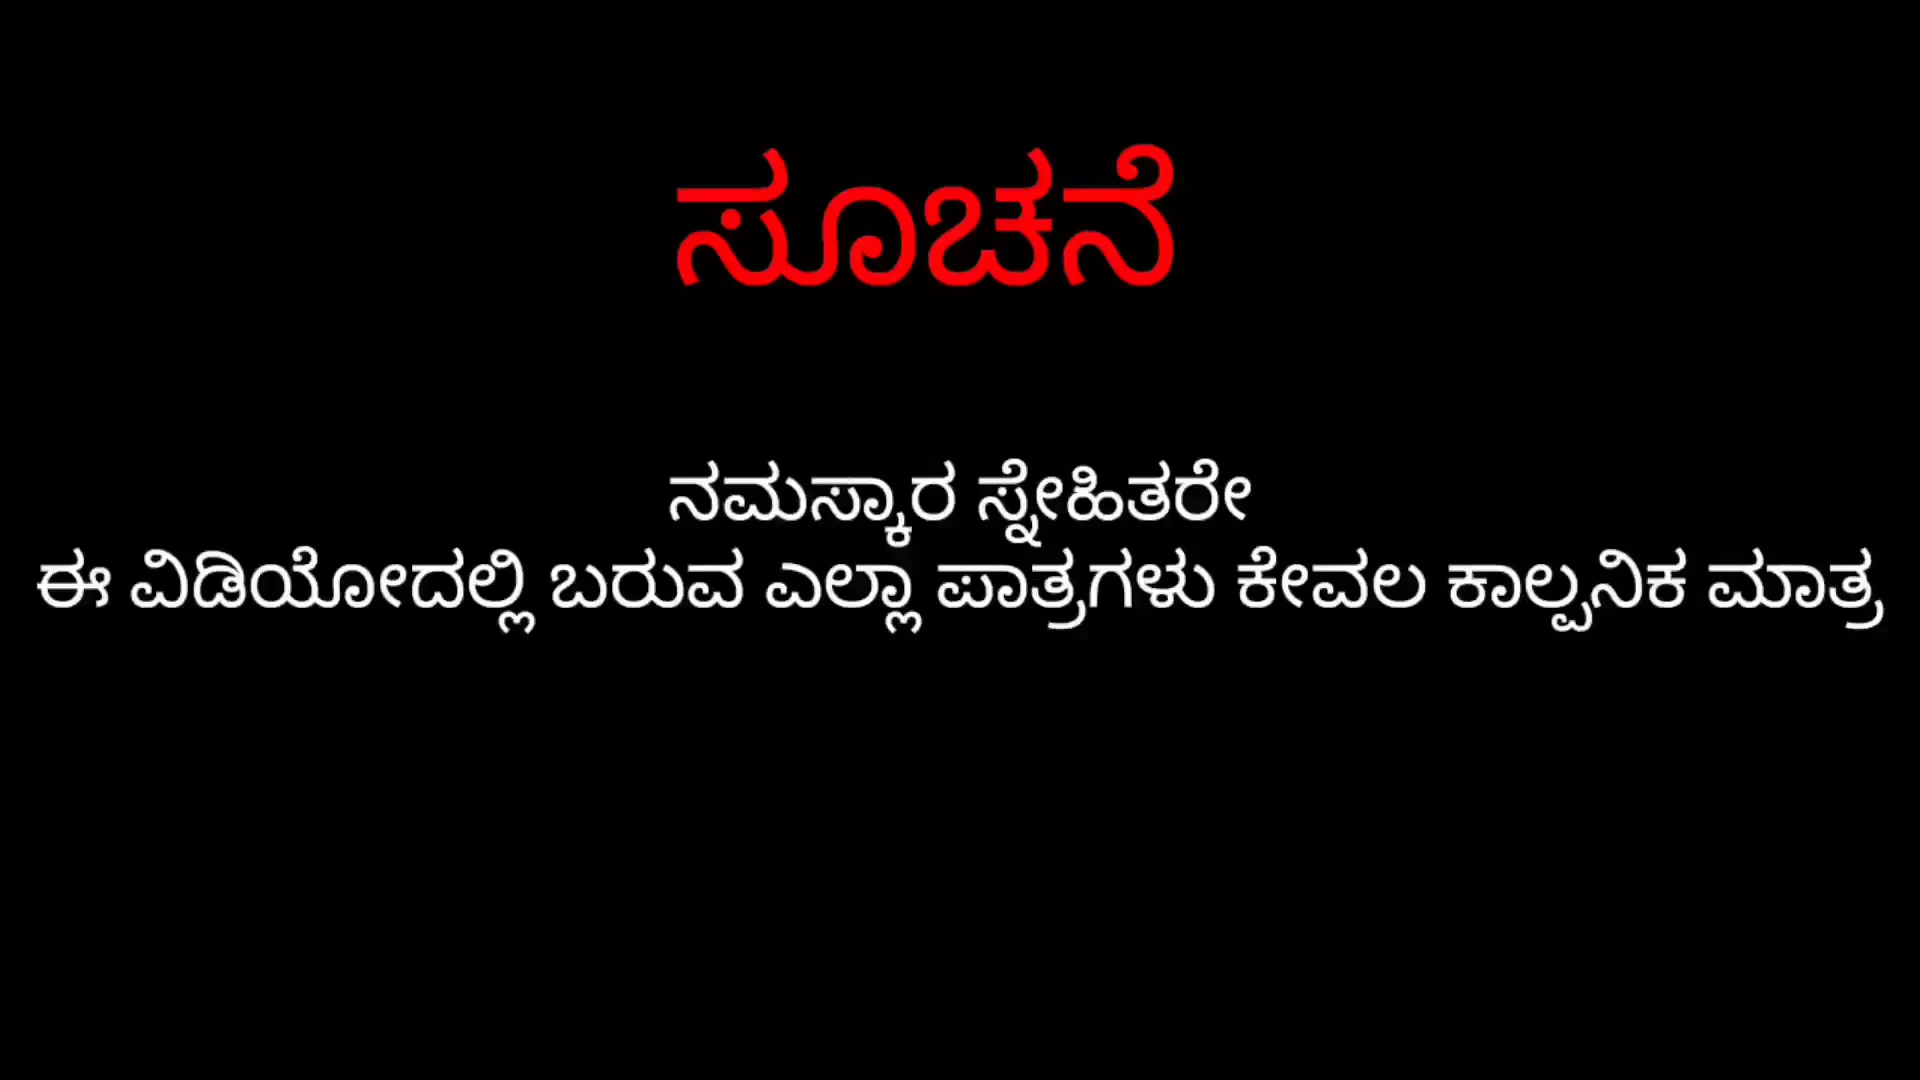 ಸೂಚನೆ
ನಮಸ್ಕಾರ ಸ್ನೇಹಿತರೇ
ಈ ವಿಡಿಯೋದಲ್ಲಿ ಬರುವ ಎಲ್ಲಾ ಪಾತ್ರಗಳು ಕೇವಲ ಕಾಲ್ಪನಿಕ ಮಾತ್ರ